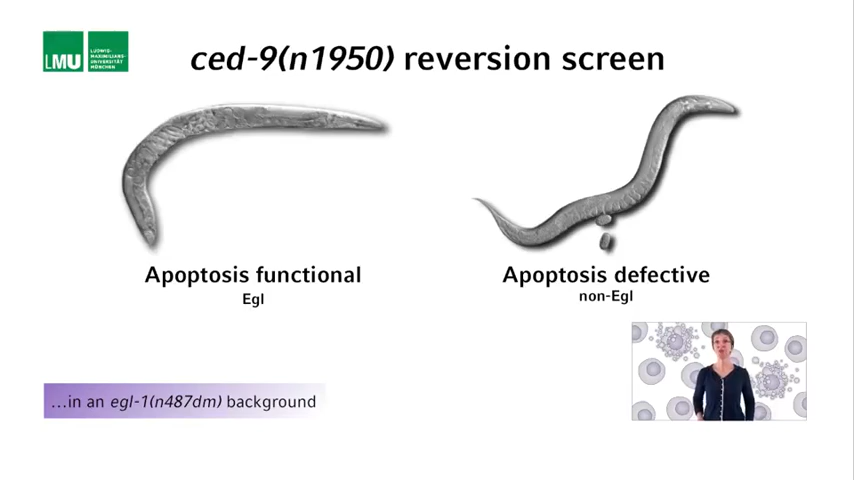 LMU
LUDWIG-
MAXIMILIANS-
UNIVERSITÄT
MÜNCHEN
ced-9(n1950) reversion screen
Apoptosis functional
Egl
Apoptosis defective
non-Egl
...in an egl-1(n487dm) background